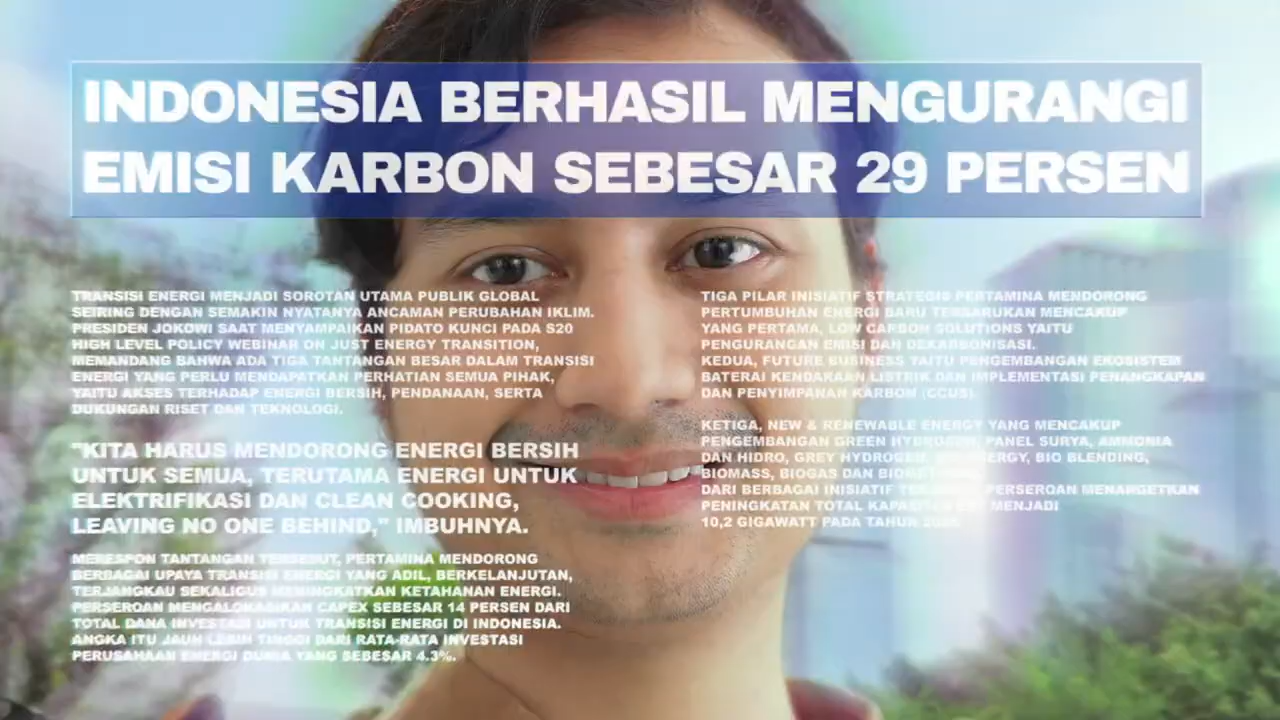 INDONESIA BERHASIL MENGURANGI
EMISI KARBON SEBESAR 29 PERSEN
TRANSISI ENERGI MENJADI SOROTAN UTAMA PUBLIK GLOBAL
SEIRING DENGAN SEMAKIN NYATANYA ANCAMAN PERUBAHAN IKLIM.
PRESIDEN JOKOWI SAAT MENYAMPAIKAN PIDATO KUNCI PADA S20
HIGH LEVEL POLICY WEBINAR ON JUST ENERGY TRANSITION,
MEMANDANG BAHWA ADA TIGA TANTANGAN BESAR DALAM TRANSISI
ENERGI YANG PERLU MENDAPATKAN PERHATIAN SEMUA PIHAK,
YAITU AKSES TERHADAP ENERGI BERSIH, PENDANAAN, SERTA
DUKUNGAN RISET DAN TEKNOLOGI.
"KITA HARUS MENDORONG ENERGI BERSIH
UNTUK SEMUA, TERUTAMA ENERGI UNTUK
ELEKTRIFIKASI DAN CLEAN COOKING,
LEAVING NO ONE BEHIND," IMBUHNYA.
MERESPON TANTANGAN TERSEBUT, PERTAMINA MENDORONG
BERBAGAI UPAYA TRANSISI ENERGI YANG ADIL, BERKELANJUTAN,
TERJANGKAU SEKALIGUS MENINGKATKAN KETAHANAN ENERGI.
PERSEROAN MENGALOKASIKAN CAPEX SEBESAR 14 PERSEN DARI
TOTAL DANA INVESTASI UNTUK TRANSISI ENERGI DI INDONESIA.
ANGKA ITU JAUH LEBIH TINGGI DARI RATA-RATA INVESTASI
PERUSAHAAN ENERGI DUNIA YANG SEBESAR 4.3%.
TIGA PILAR INISIATIF STRATEGIS PERTAMINA MENDORONG
PERTUMBUHAN ENERGI BARU TERBARUKAN MENCAKUP
YANG PERTAMA, LOW CARBON SOLUTIONS YAITU
PENGURANGAN EMISI DAN DEKARBONISASI.
KEDUA, FUTURE BUSINESS YAITU PENGEMBANGAN EKOSISTEM
BATERAI KENDARAAN LISTRIK DAN IMPLEMENTASI PENANGKAPAN
DAN PENYIMPANAN KARBON (CCUS).
KETIGA, NEW & RENEWABLE ENERGY YANG MENCAKUP
PENGEMBANGAN GREEN HYDROGEN, PANEL SURYA, AMMONIA
DAN HIDRO, GREY HYDROGEN, BIO BLENDING,
BIOMASS, BIOGAS DAN
DARI BERBAGAI INISIATIF PERSEROAN MENARGETKAN
PENINGKATAN TOTAL KAPASITAS MENJADI
10,2 GIGAWATT PADA TAHUN